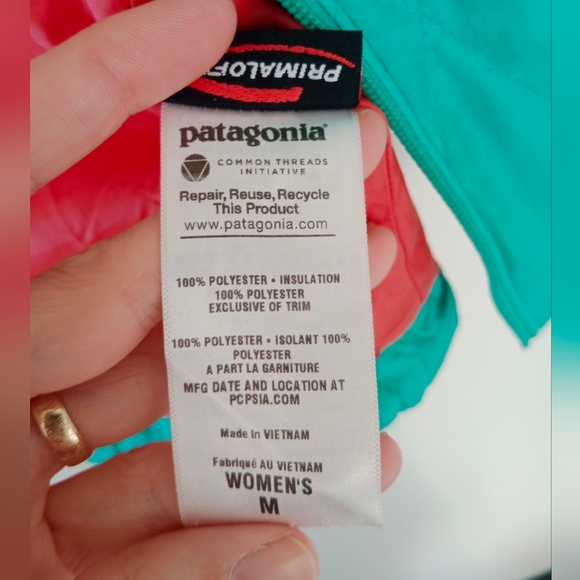 PRIMALOFT
patagonia®
COMMON THREADS
INITIATIVE
Repair, Reuse, Recycle
This Product
www.patagonia.com
100% POLYESTER • INSULATION
100% POLYESTER
EXCLUSIVE OF TRIM
100% POLYESTER • ISOLANT 100%
POLYESTER
A PART LA GARNITURE
MFG DATE AND LOCATION AT
PCPSIA.COM
Made in VIETNAM
Fabriqué AU VIETNAM
WOMEN'S
M